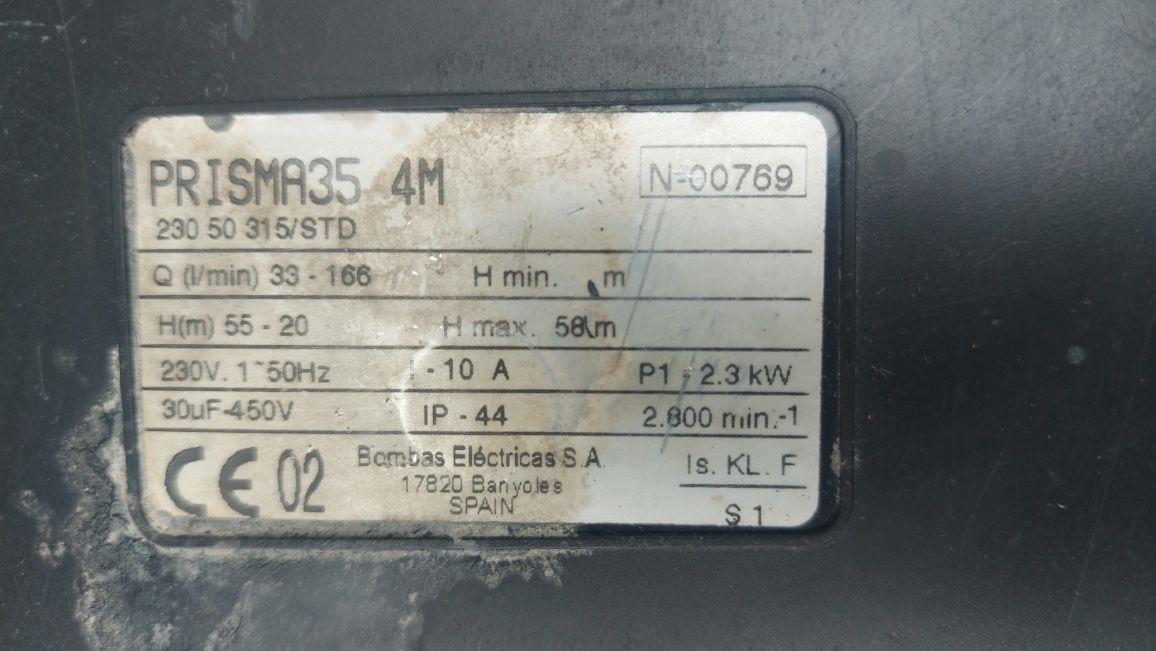 PRISMA35 4M N-00769
230 50 315/STD
Q (l/min) 33 - 166 H min. m
H(m) 55 - 20 H max. 58 m
230V. 1~50Hz I - 10 A P1 - 2.3 kW
30uF-450V IP - 44 2.800 min.-1
CE 02 Bombas Eléctricas S.A. Is. KL. F
17820 Banyoles
SPAIN S 1